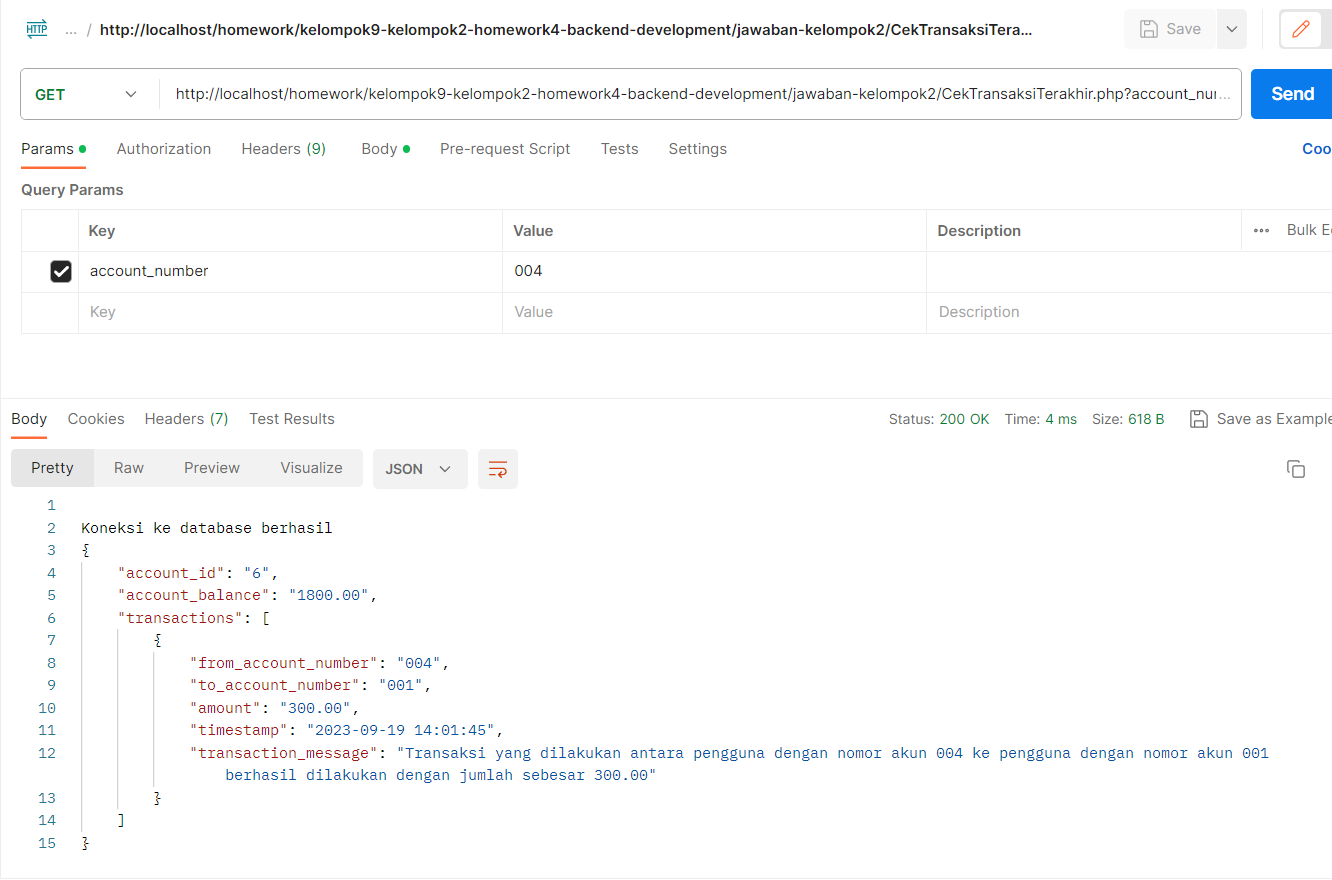 HTTP ... / http://localhost/homework/kelompok9-kelompok2-homework4-backend-development/jawaban-kelompok2/CekTransaksiTera... Save
GET http://localhost/homework/kelompok9-kelompok2-homework4-backend-development/jawaban-kelompok2/CekTransaksiTerakhir.php?account_nu... Send
Params Authorization Headers (9) Body Pre-request Script Tests Settings Coo
Query Params
Key Value Description ••• Bulk E
account_number 004
Key Value Description
Body Cookies Headers (7) Test Results Status: 200 OK Time: 4 ms Size: 618 B Save as Example
Pretty Raw Preview Visualize JSON
1
2 Koneksi ke database berhasil
3 {
4 "account_id": "6",
5 "account_balance": "1800.00",
6 "transactions": [
7 {
8 "from_account_number": "004",
9 "to_account_number": "001",
10 "amount": "300.00",
11 "timestamp": "2023-09-19 14:01:45",
12 "transaction_message": "Transaksi yang dilakukan antara pengguna dengan nomor akun 004 ke pengguna dengan nomor akun 001
berhasil dilakukan dengan jumlah sebesar 300.00"
13 }
14 ]
15 }